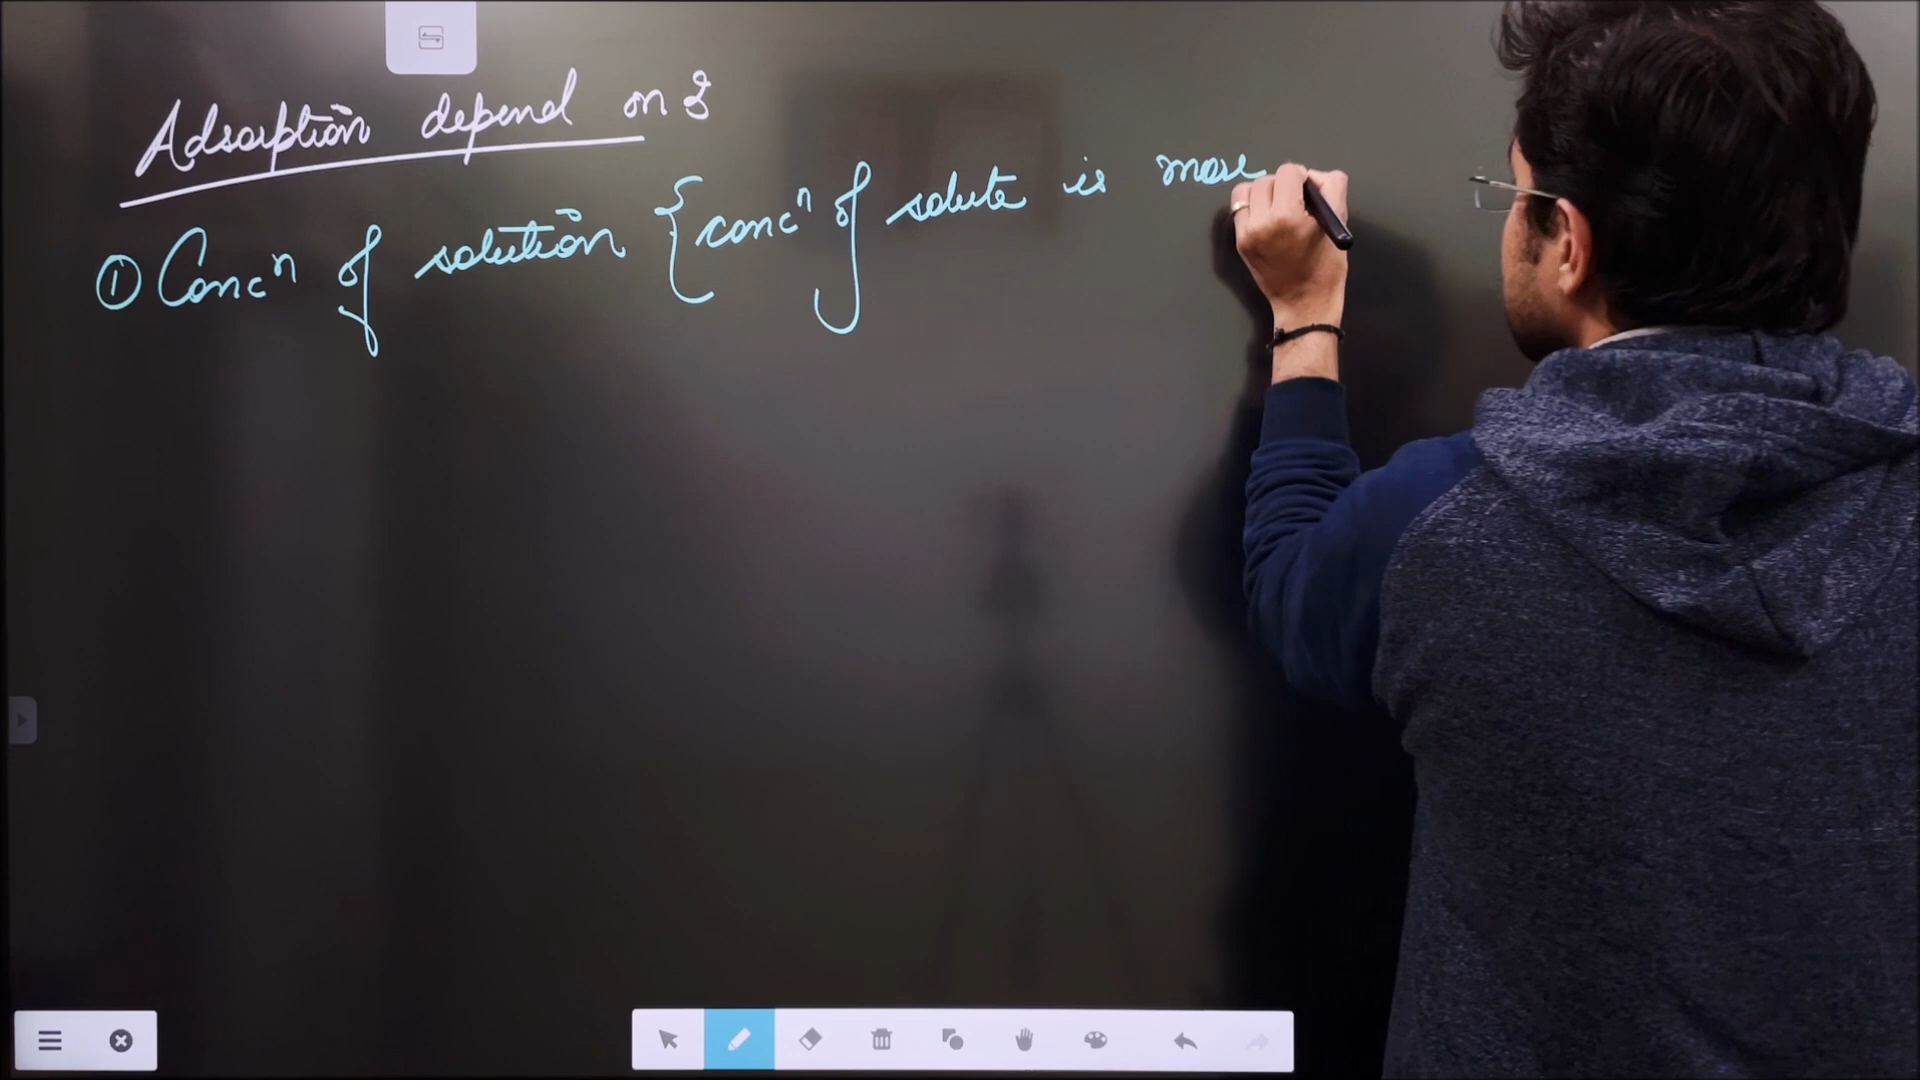 Adsorption depend on :
① Concⁿ of solution { concⁿ of solute is more